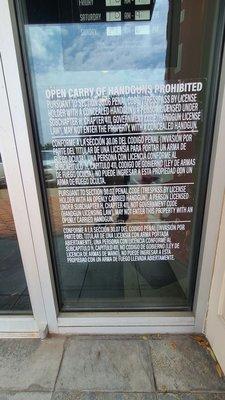 FRIDAY
SATURDAY
SUNDAY
OPEN CARRY OF HANDGUNS PROHIBITED
PURSUANT TO SECTION 30.06 PENAL CODE (TRESPASS BY LICENSE
HOLDER WITH A CONCEALED HANDGUN), A PERSON LICENSED UNDER
SUBCHAPTER H, CHAPTER 411, GOVERNMENT CODE (HANDGUN LICENSING
LAW), MAY NOT ENTER THIS PROPERTY WITH A CONCEALED HANDGUN.
CONFORME A LA SECCIÓN 30.06 DEL CODIGO PENAL (INVASIÓN POR
PARTE DEL TITULAR DE UNA LICENCIA PARA PORTAR UN ARMA DE
FUEGO OCULTA), LA PERSONA CON LICENCIA CONFORME AL
SUBCAPITULO H, CAPITULO 411, CODIGO DE GOBIERNO (LEY DE ARMAS
DE FUEGO OCULTAS), NO PUEDE INGRESAR A ESTA PROPIEDAD CON UN
ARMA DE FUEGO OCULTA.
PURSUANT TO SECTION 30.07 PENAL CODE (TRESPASS BY LICENSE
HOLDER WITH AN OPENLY CARRIED HANDGUN), A PERSON LICENSED
UNDER SUBCHAPTER H, CHAPTER 411, GOVERNMENT CODE
(HANDGUN LICENSING LAW), MAY NOT ENTER THIS PROPERTY WITH AN
OPENLY CARRIED HANDGUN.
CONFORME A LA SECCIÓN 30.07 DEL CODIGO PENAL (INVASIÓN POR
PARTE DEL TITULAR DE UNA LICENCIA CON ARMA PORTADA
ABIERTAMENTE), UNA PERSONA CON LICENCIA CONFORME AL
SUBCAPITULO H, CAPITULO 411, CODIGO DE GOBIERNO (LEY DE
LICENCIA DE ARMAS DE MANO), NO PUEDE INGRESAR A ESTA
PROPIEDAD CON UN ARMA DE FUEGO LLEVADA ABIERTAMENTE.